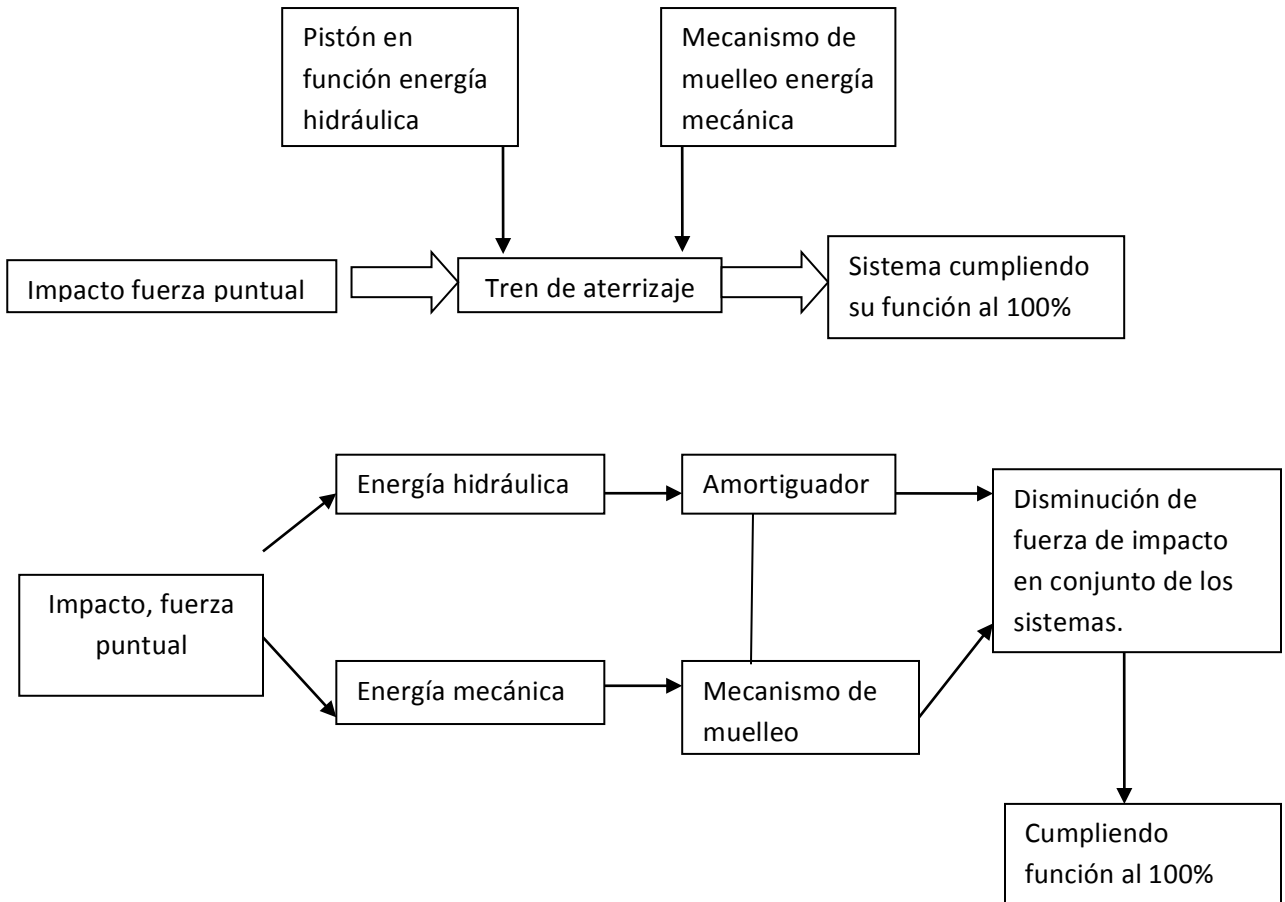 Pistón en
función energía
hidráulica
Mecanismo de
muelleo energía
mecánica
Impacto fuerza puntual
Tren de aterrizaje
Sistema cumpliendo
su función al 100%
Energía hidráulica
Amortiguador
Disminución de
fuerza de impacto
en conjunto de los
sistemas.
Impacto, fuerza
puntual
Energía mecánica
Mecanismo de
muelleo
Cumpliendo
función al 100%